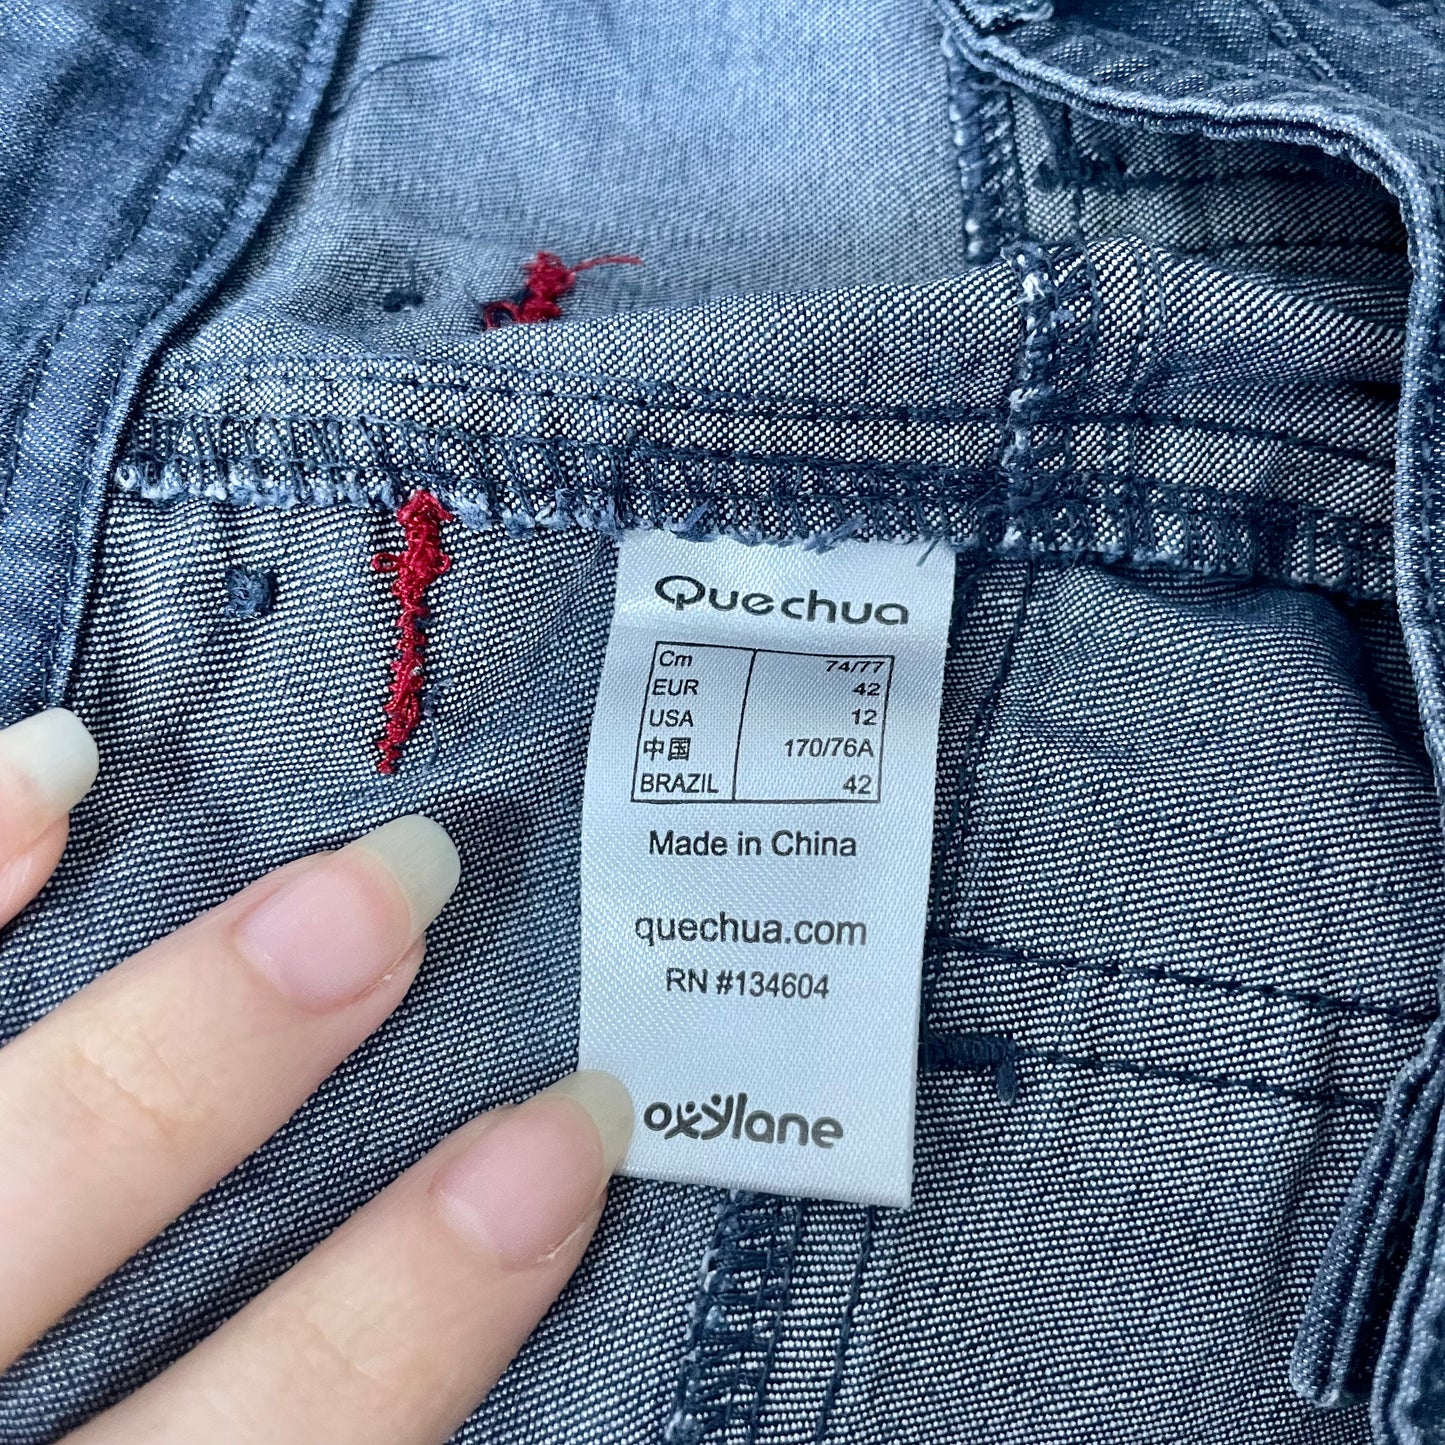 Quechua
Cm 74/77
EUR 42
USA 12
中国 170/76A
BRAZIL 42
Made in China
quechua.com
RN #134604
oxylane